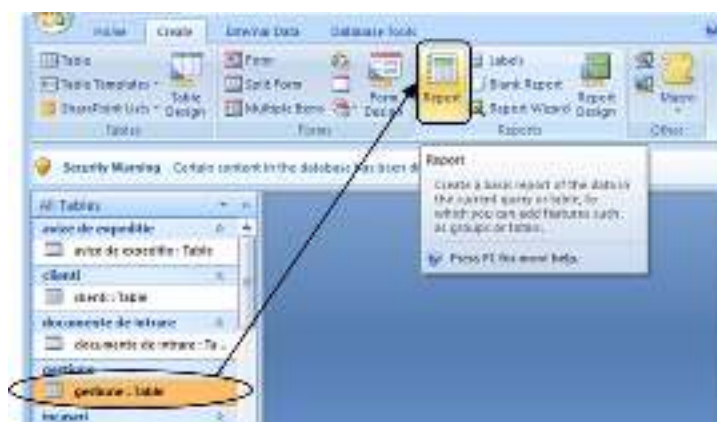 Home Create External Data Database Tools
Table
Table Templates
SharePoint Lists
Table Design
Tables
Form
Split Form
Multiple Items
Form Design
Forms
Report
Labels
Blank Report
Report Wizard
Report Design
Reports
Macro
Other
Security Warning Certain content in the database has been
Report
Create a basic report of the data in
the current query or table, to
which you can add features such
as groups or totals.
Press F1 for more help.
All Tables
avize de expeditie
avize de expeditie : Table
clienti
clienti : Table
documente de intrare
documente de intrare : Ta...
gestiune
gestiune : Table
incasari